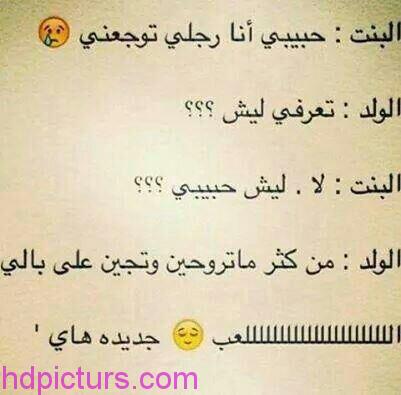 البنت : حبيبي أنا رجلي توجعني 😢
الولد : تعرفي ليش ؟؟؟
البنت : لا . ليش حبيبي ؟؟؟
الولد : من كثر ماتروحين وتجين على بالي
اللللللللللللللللللللللعب 😌 جديده هاي '
hdpicturs.com